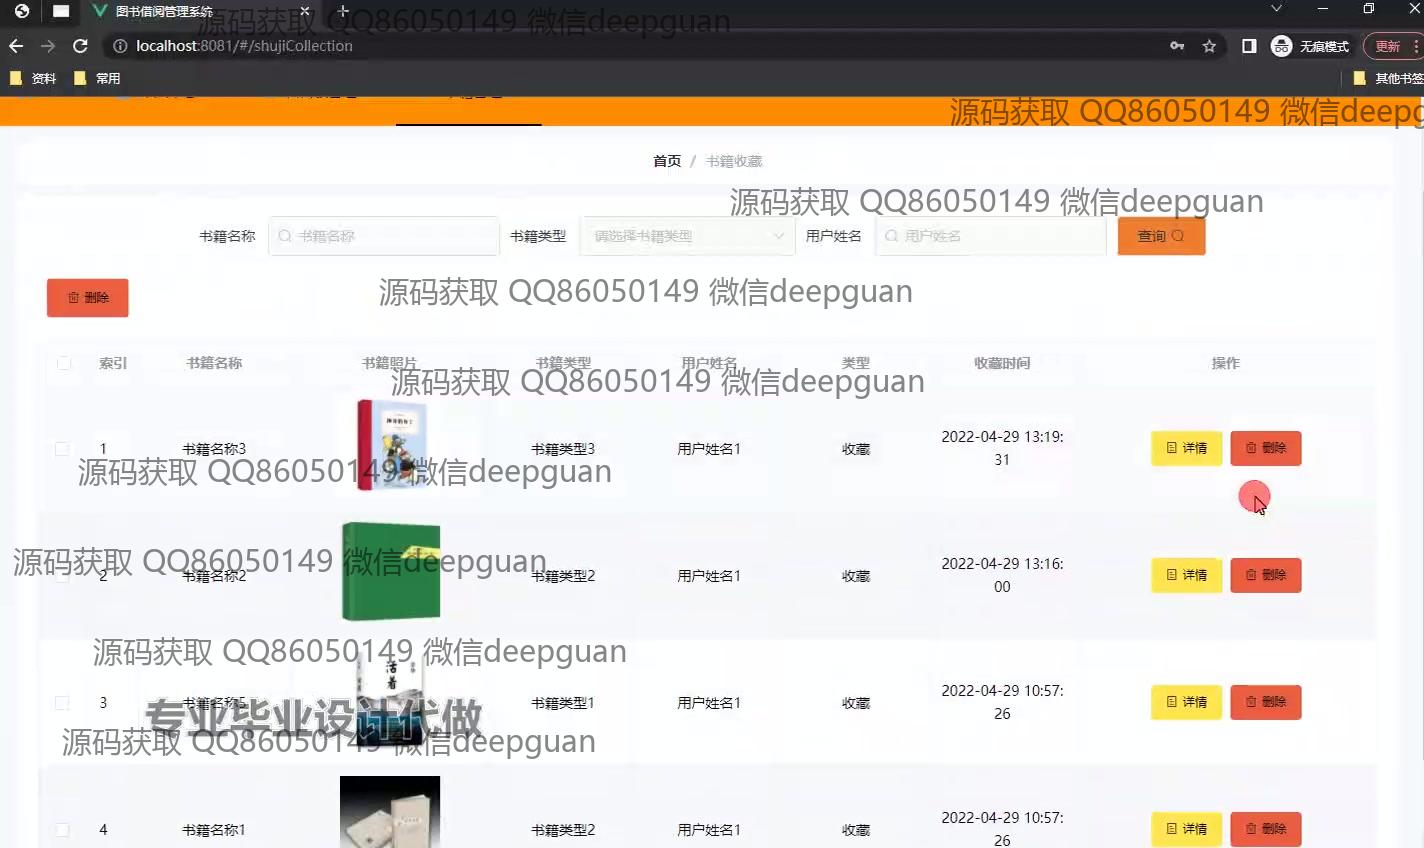 图书借阅管理系统
源码获取 QQ86050149 微信deepguan
localhost:8081/#/shujiCollection
无痕模式
更新
资料
常用
其他书签
源码获取 QQ86050149 微信deepg
首页 / 书籍收藏
源码获取 QQ86050149 微信deepguan
书籍名称 书籍名称 书籍类型 请选择书籍类型 用户姓名 用户姓名 查询
删除
源码获取 QQ86050149 微信deepguan
索引 书籍名称 书籍照片 书籍类型 用户姓名 类型 收藏时间 操作
源码获取 QQ86050149 微信deepguan
1 书籍名称3 书籍类型3 用户姓名1 收藏 2022-04-29 13:19:31 详情 删除
源码获取 QQ86050149 微信deepguan
2 书籍名称2 书籍类型2 用户姓名1 收藏 2022-04-29 13:16:00 详情 删除
源码获取 QQ86050149 微信deepguan
源码获取 QQ86050149 微信deepguan
活着
3 书籍名称5 书籍类型1 用户姓名1 收藏 2022-04-29 10:57:26 详情 删除
专业毕业设计代做
源码获取 QQ86050149 微信deepguan
4 书籍名称1 书籍类型2 用户姓名1 收藏 2022-04-29 10:57:26 详情 删除